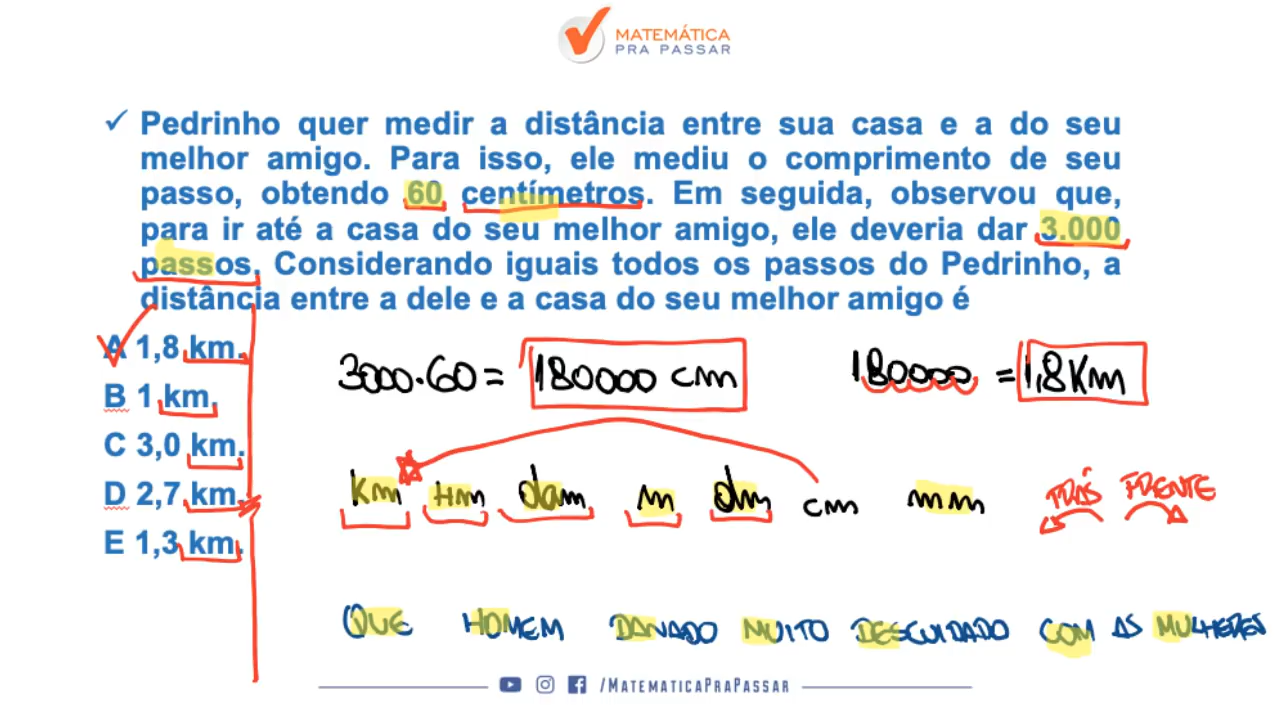 MATEMÁTICA
PRA PASSAR
✓ Pedrinho quer medir a distância entre sua casa e a do seu
melhor amigo. Para isso, ele mediu o comprimento de seu
passo, obtendo 60 centímetros. Em seguida, observou que,
para ir até a casa do seu melhor amigo, ele deveria dar 3.000
passos. Considerando iguais todos os passos do Pedrinho, a
distância entre a dele e a casa do seu melhor amigo é
A 1,8 km.
B 1 km.
C 3,0 km.
D 2,7 km.
E 1,3 km.
3000.60 = 180000 cm
180000 = 1,8 Km
km Hm dam m dm cm mm
TRÁS FRENTE
QUE HOMEM DANADO MUITO DESCUIDADO COM AS MULHERES
/MATEMATICAPRAPASSAR